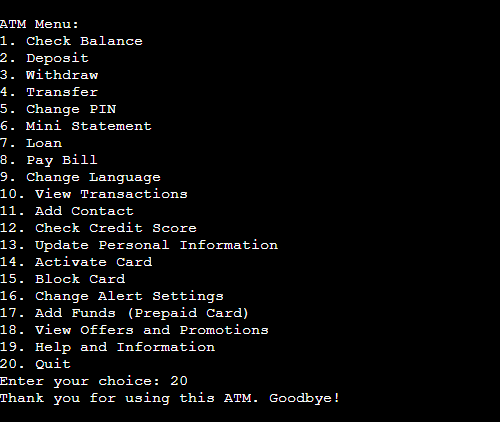 ATM Menu:
1. Check Balance
2. Deposit
3. Withdraw
4. Transfer
5. Change PIN
6. Mini Statement
7. Loan
8. Pay Bill
9. Change Language
10. View Transactions
11. Add Contact
12. Check Credit Score
13. Update Personal Information
14. Activate Card
15. Block Card
16. Change Alert Settings
17. Add Funds (Prepaid Card)
18. View Offers and Promotions
19. Help and Information
20. Quit
Enter your choice: 20
Thank you for using this ATM. Goodbye!